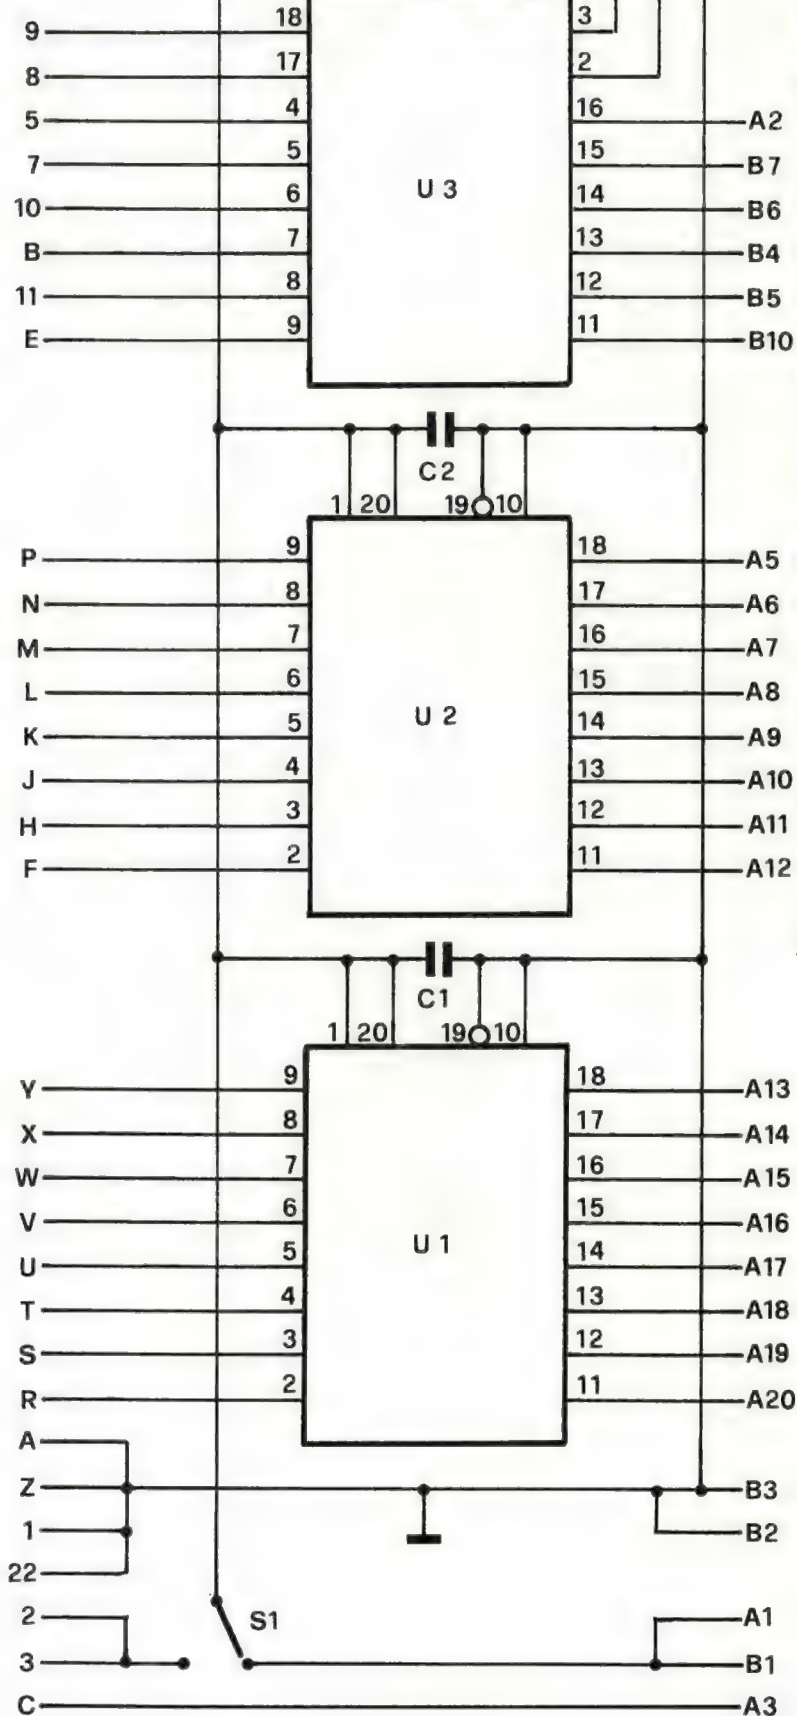 9 18 3
8 17 2
5 4 16 A2
7 5 15 B7
U 3
10 6 14 B6
B 7 13 B4
11 8 12 B5
E 9 11 B10
C2
1 20 19 10
P 9 18 A5
N 8 17 A6
M 7 16 A7
L 6 15 A8
U 2
K 5 14 A9
J 4 13 A10
H 3 12 A11
F 2 11 A12
C1
1 20 19 10
Y 9 18 A13
X 8 17 A14
W 7 16 A15
V 6 15 A16
U 1
U 5 14 A17
T 4 13 A18
S 3 12 A19
R 2 11 A20
A
Z B3
1 B2
22
2 S1 A1
3 B1
C A3